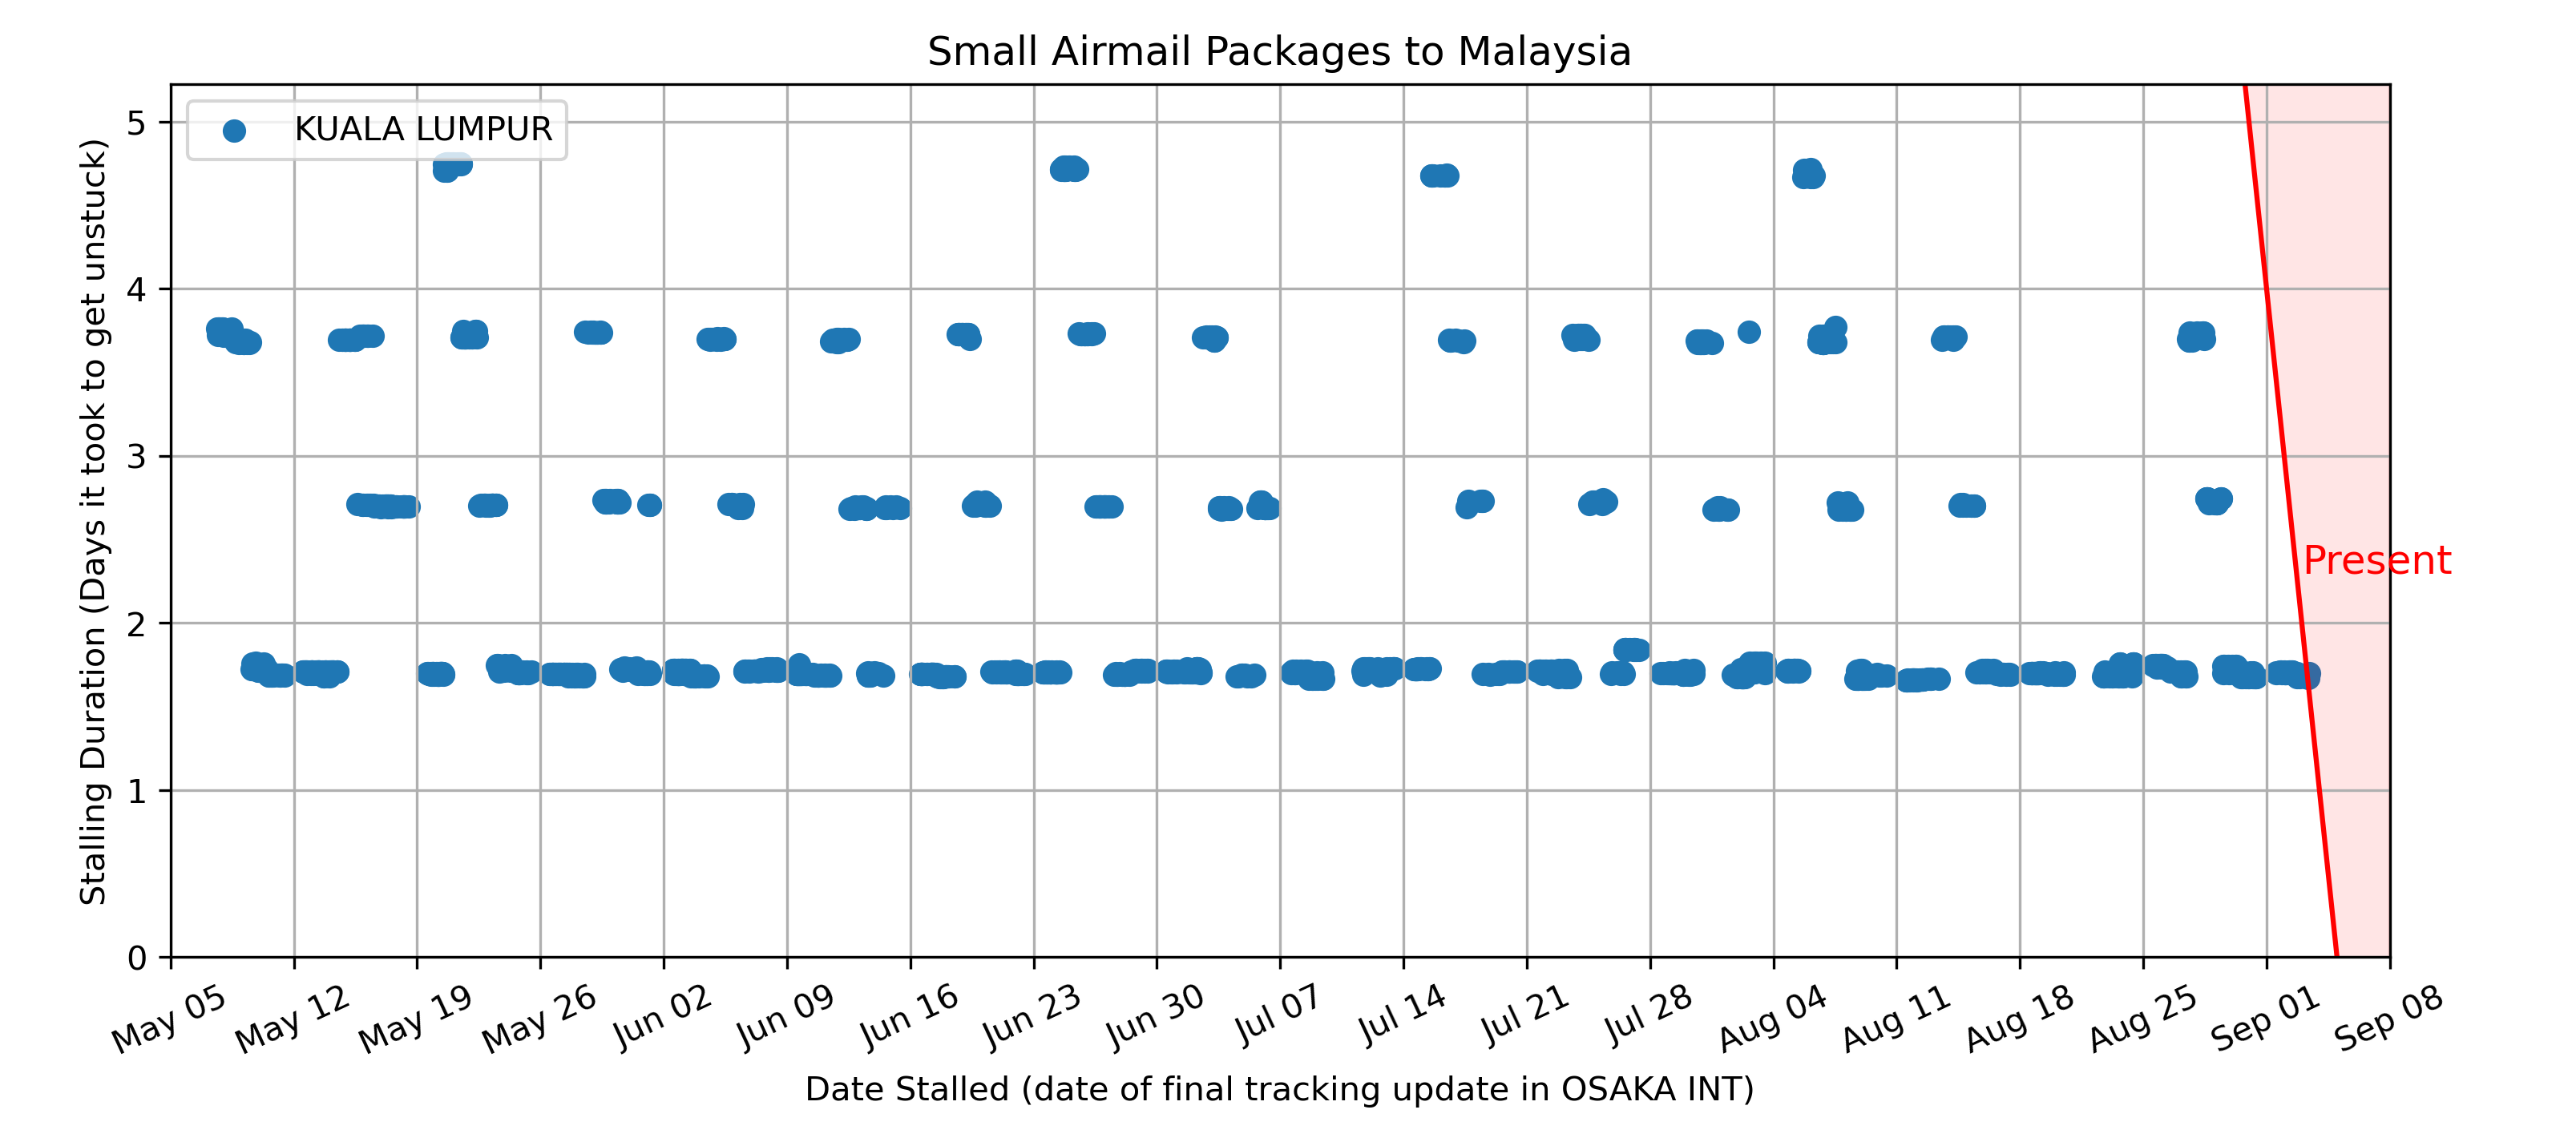 Small Airmail Packages to Malaysia
KUALA LUMPUR
Stalling Duration (Days it took to get unstuck)
5
4
3
2
1
0
Present
May 05
May 12
May 19
May 26
Jun 02
Jun 09
Jun 16
Jun 23
Jun 30
Jul 07
Jul 14
Jul 21
Jul 28
Aug 04
Aug 11
Aug 18
Aug 25
Sep 01
Sep 08
Date Stalled (date of final tracking update in OSAKA INT)